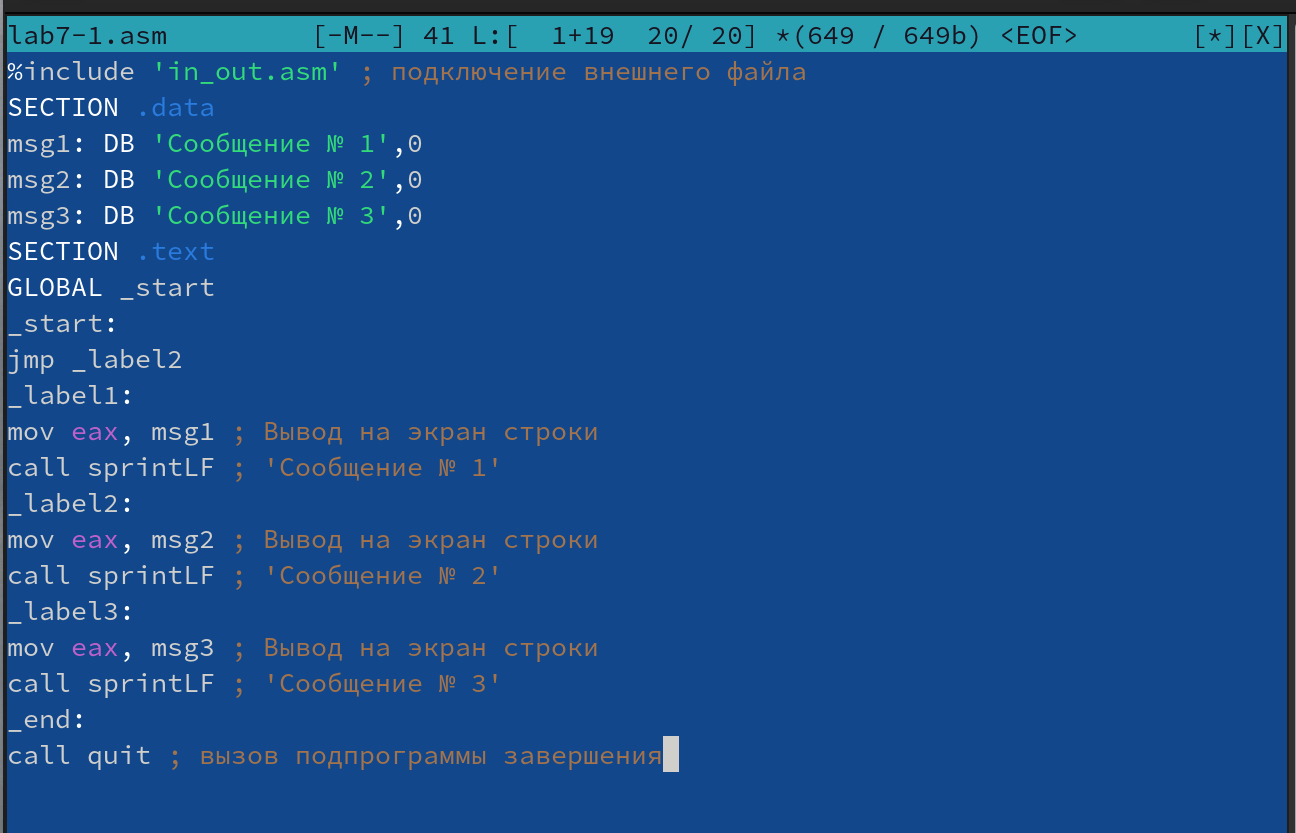 lab7-1.asm [-M--] 41 L:[ 1+19 20/ 20] *(649 / 649b) <EOF> [*][X]
%include 'in_out.asm' ; подключение внешнего файла
SECTION .data
msg1: DB 'Сообщение № 1',0
msg2: DB 'Сообщение № 2',0
msg3: DB 'Сообщение № 3',0
SECTION .text
GLOBAL _start
_start:
jmp _label2
_label1:
mov eax, msg1 ; Вывод на экран строки
call sprintLF ; 'Сообщение № 1'
_label2:
mov eax, msg2 ; Вывод на экран строки
call sprintLF ; 'Сообщение № 2'
_label3:
mov eax, msg3 ; Вывод на экран строки
call sprintLF ; 'Сообщение № 3'
_end:
call quit ; вызов подпрограммы завершения